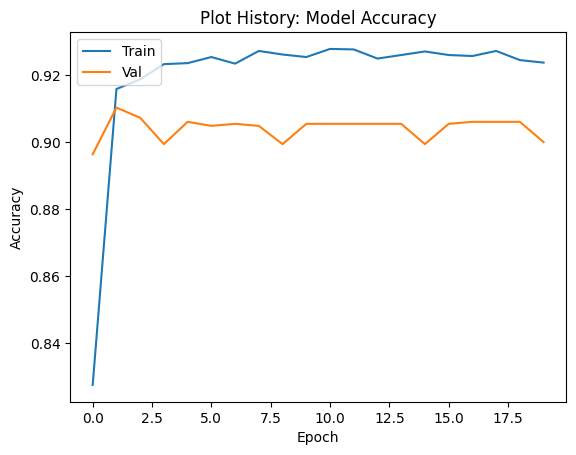 Plot History: Model Accuracy
Train
Val
0.92
0.90
0.88
0.86
0.84
Accuracy
0.0 2.5 5.0 7.5 10.0 12.5 15.0 17.5
Epoch